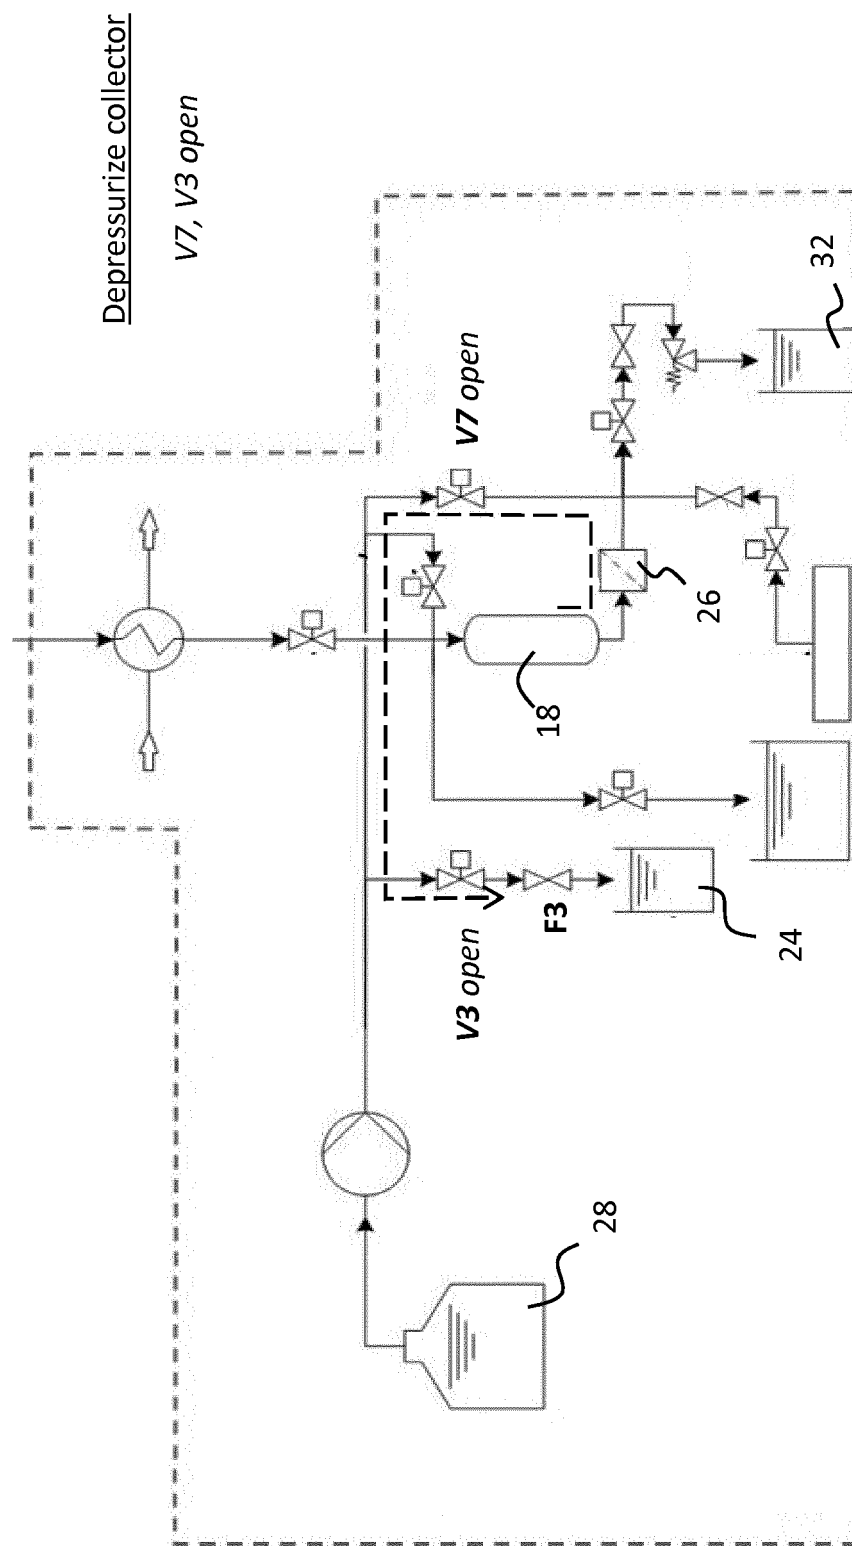 Depressurize collector
V7, V3 open
32
V7 open
26
18
V3 open
F3
24
28